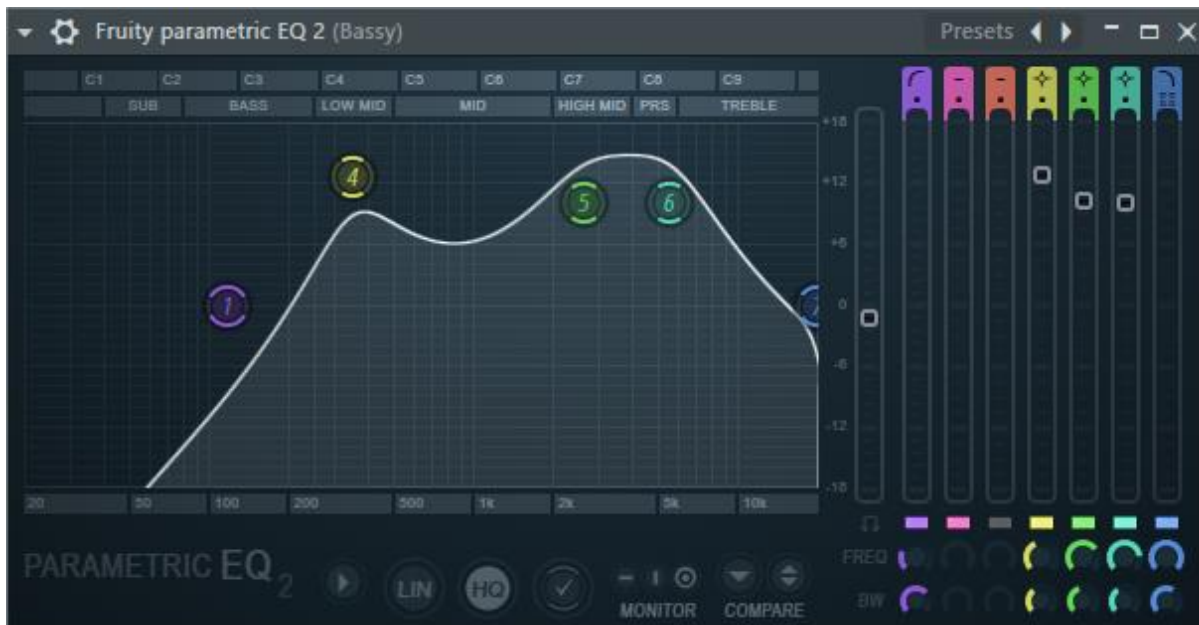 Fruity parametric EQ 2 (Bassy) Presets
C1 C2 C3 C4 C5 C6 C7 C8 C9
SUB BASS LOW MID MID HIGH MID PRS TREBLE
+18
+12
+6
0
-6
-12
-18
4
5 6
1 7
20 50 100 200 500 1k 2k 5k 10k
PARAMETRIC EQ 2
LIN HQ
MONITOR COMPARE
FREQ
BW